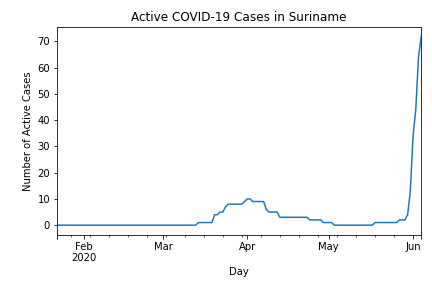 Active COVID-19 Cases in Suriname
Number of Active Cases
70
60
50
40
30
20
10
0
Feb
2020
Mar
Apr
May
Jun
Day